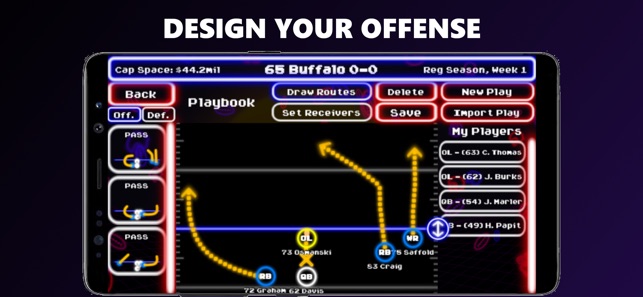 DESIGN YOUR OFFENSE
Cap Space: $44.2mil
65 Buffalo 0-0
Reg Season, Week 1
Back
Playbook
Draw Routes
Delete
New Play
Set Receivers
Save
Import Play
Off.
Def.
My Players
PASS
OL - (63) C. Thomas
OL - (62) J. Burks
PASS
QB - (54) J. Marler
B - (49) H. Papit
PASS
OL
WR
73 Osmanski
RB
75 Saffold
53 Craig
RB
QB
72 Graham
62 Davis